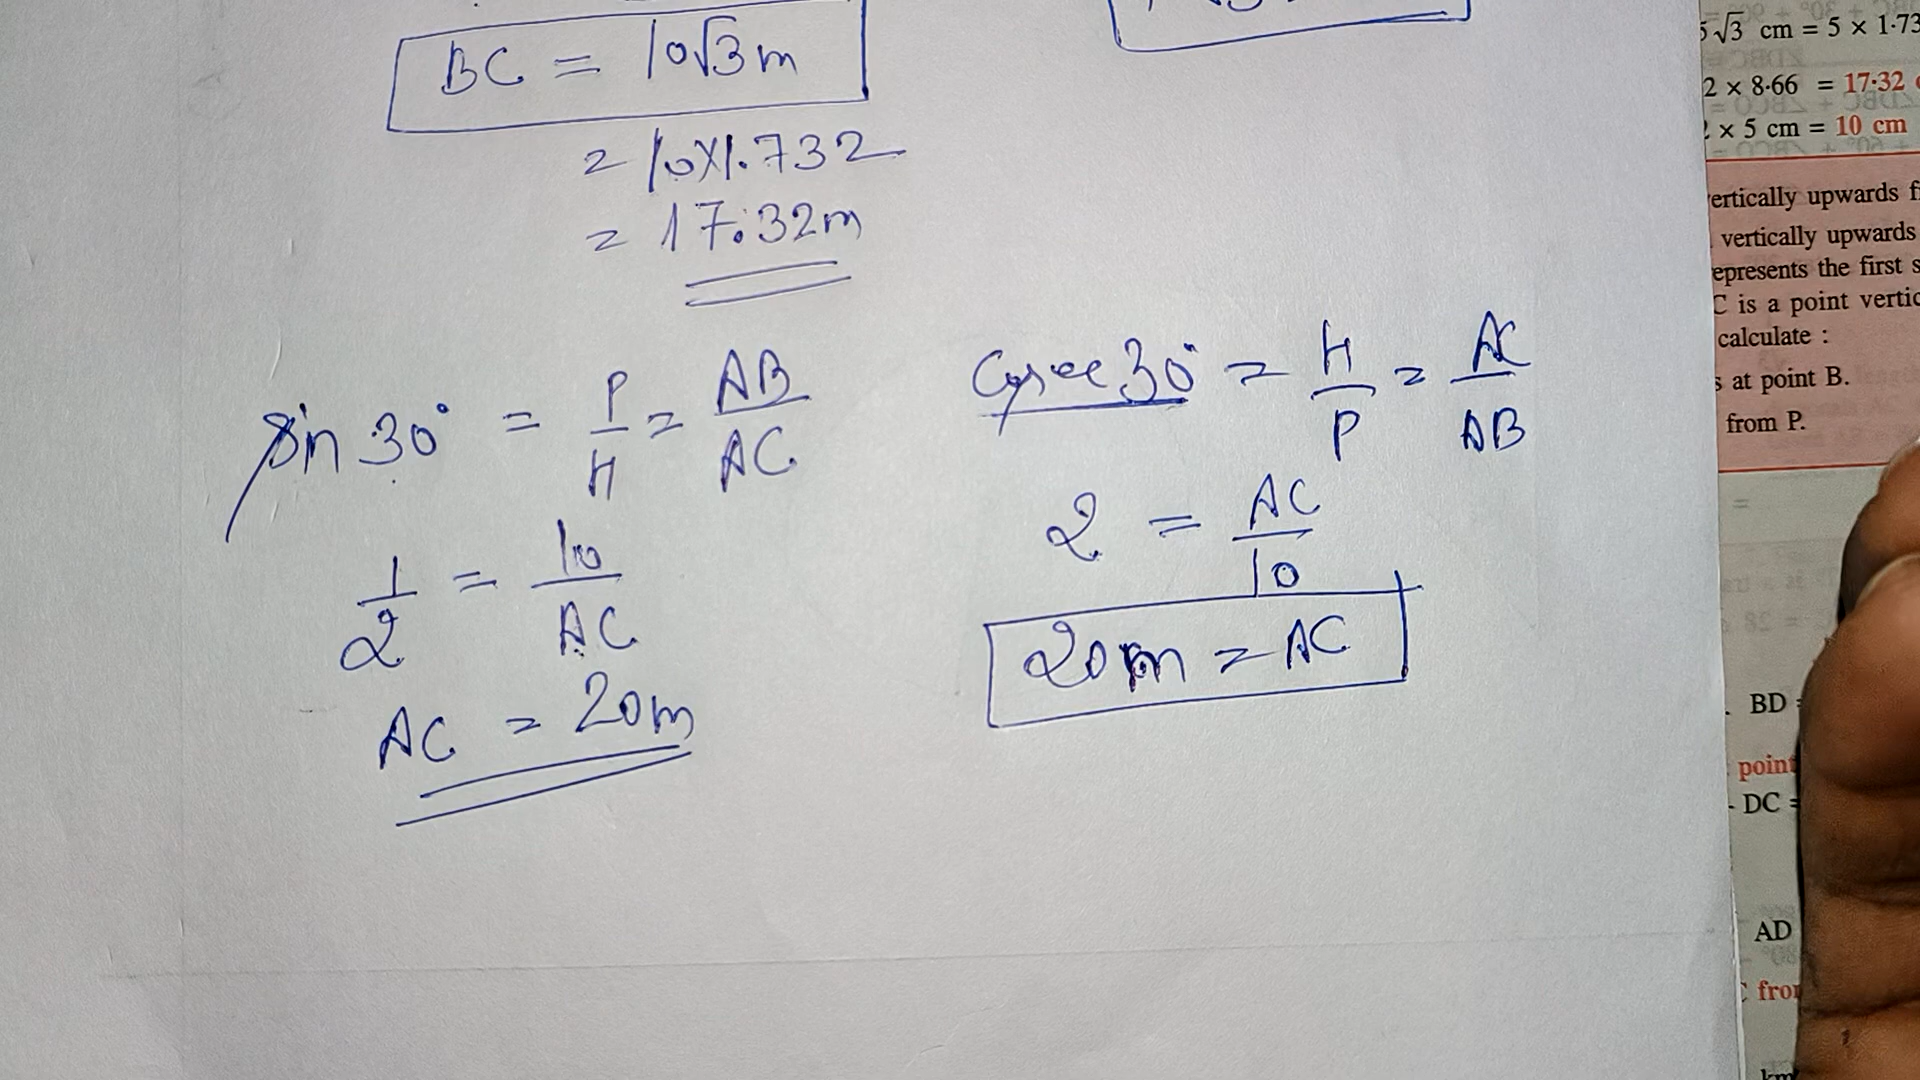 BC = 10√3 m
= 10×1.732
= 17.32m
sin 30° = P/H = AB/AC
1/2 = 10/AC
AC = 20m
Cosec 30° = H/P = AC/AB
2 = AC/10
20m = AC
5√3 cm = 5 × 1·73
2 × 8·66 = 17·32
× 5 cm = 10 cm
ertically upwards
vertically upwards
epresents the first s
C is a point vertic
calculate :
s at point B.
from P.
BD =
point
- DC =
AD
C from
km